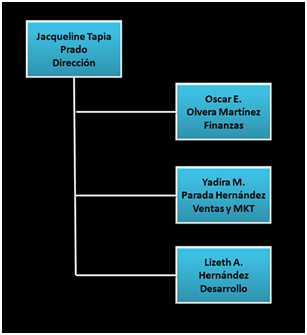 Jacqueline Tapia
Prado
Dirección
Oscar E.
Olvera Martínez
Finanzas
Yadira M.
Parada Hernández
Ventas y MKT
Lizeth A.
Hernández
Desarrollo